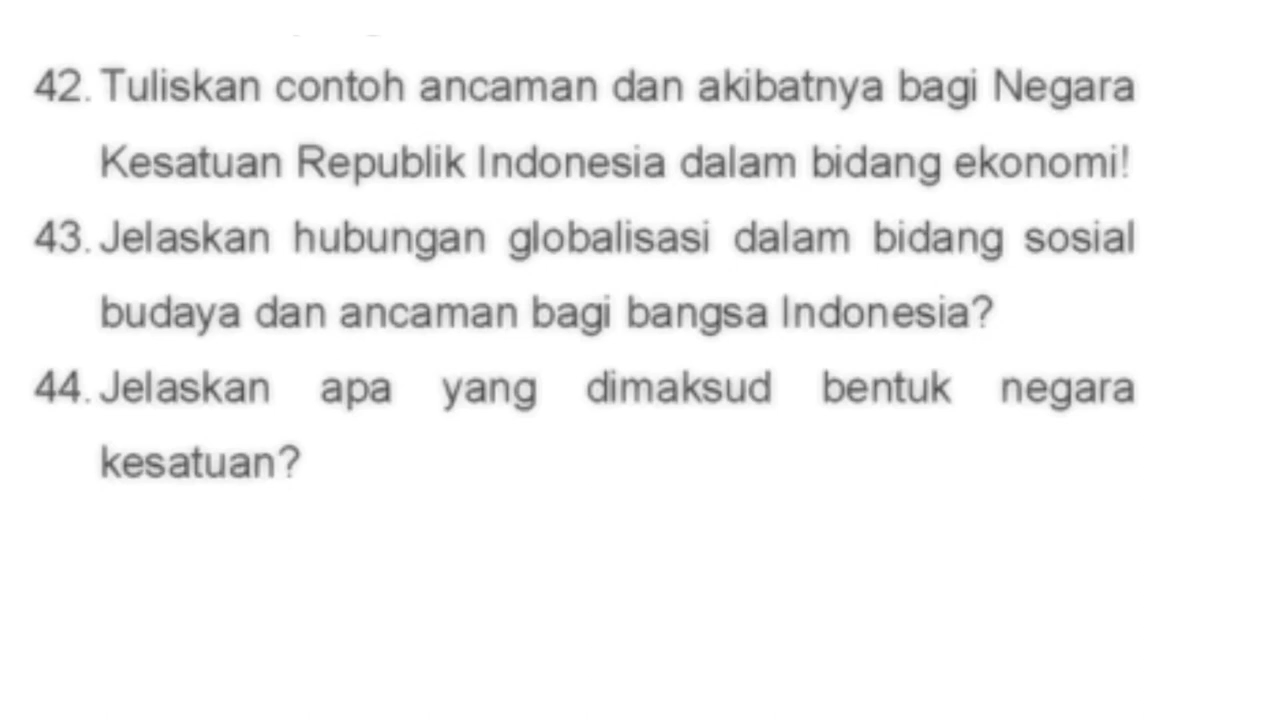 42. Tuliskan contoh ancaman dan akibatnya bagi Negara
Kesatuan Republik Indonesia dalam bidang ekonomi!
43. Jelaskan hubungan globalisasi dalam bidang sosial
budaya dan ancaman bagi bangsa Indonesia?
44. Jelaskan apa yang dimaksud bentuk negara
kesatuan?